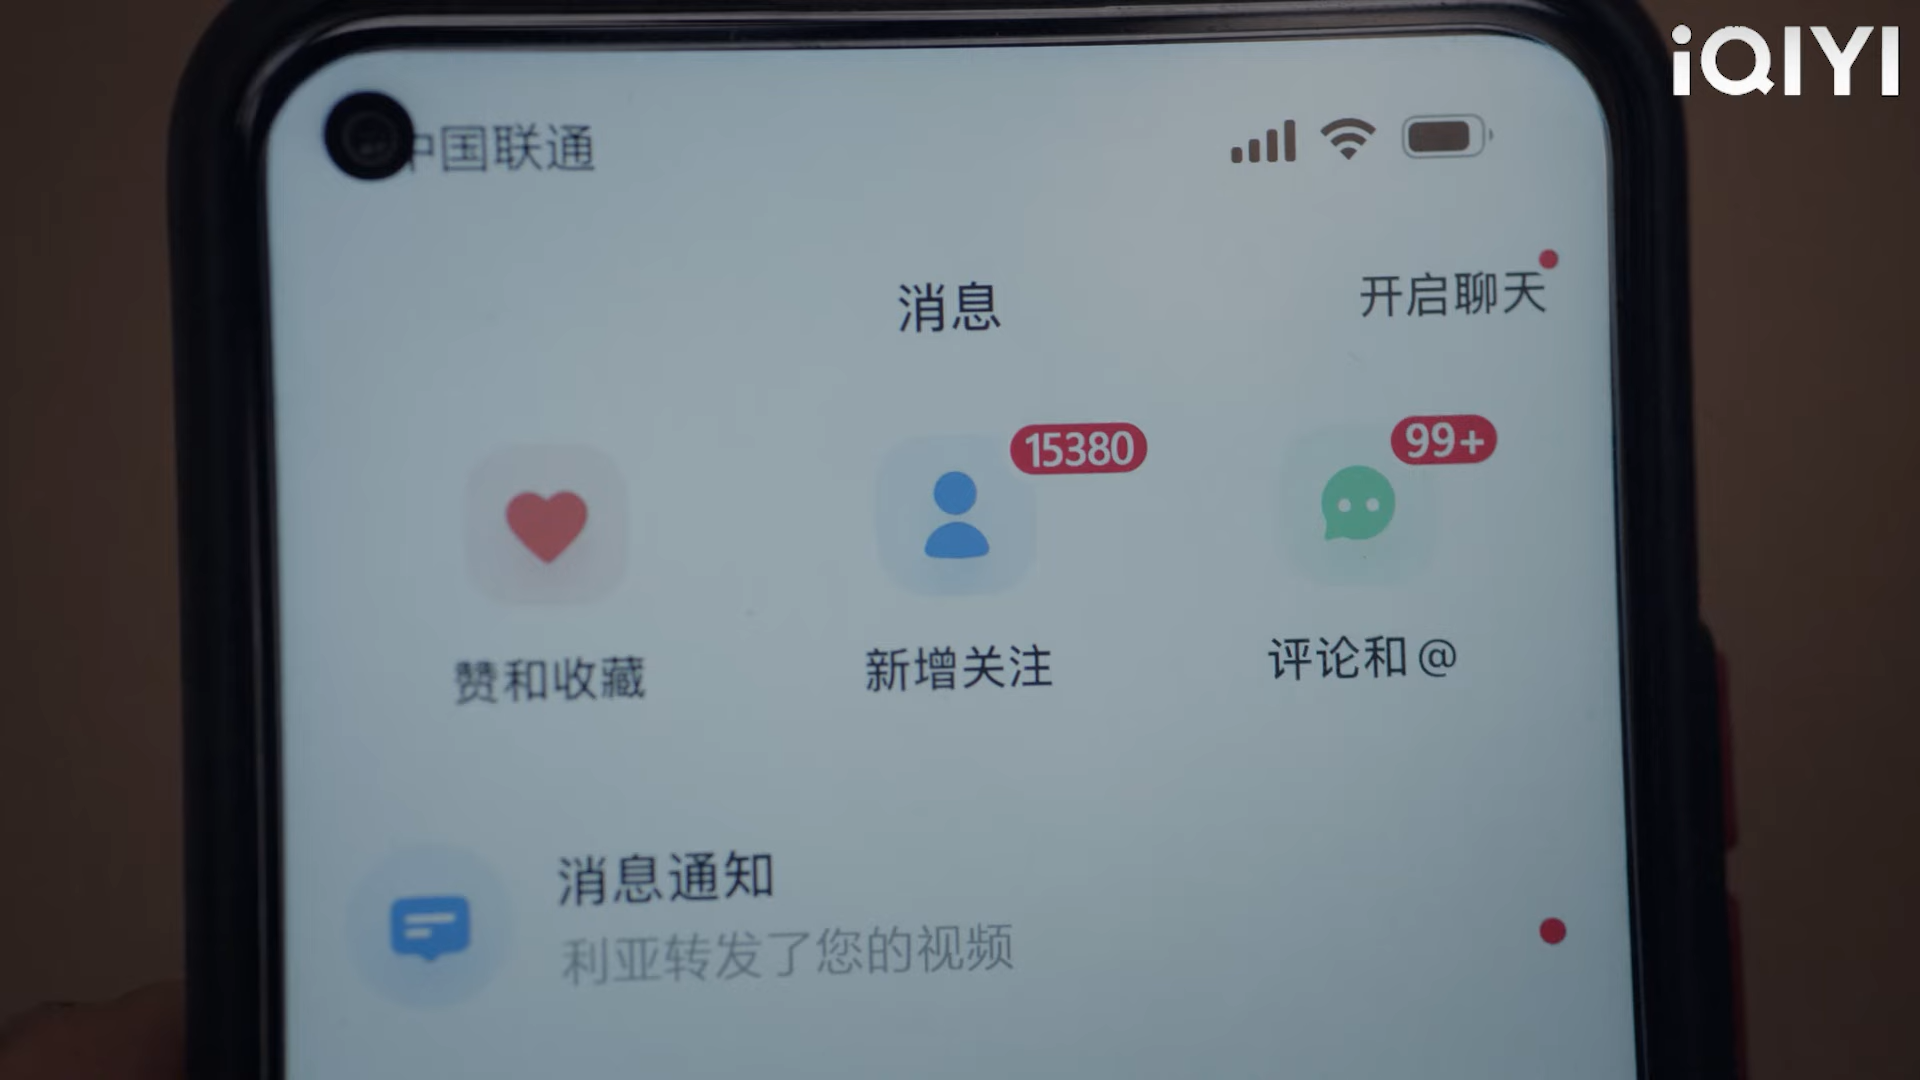 iQIYI
中国联通
消息
开启聊天
15380
99+
赞和收藏
新增关注
评论和@
消息通知
利亚转发了您的视频